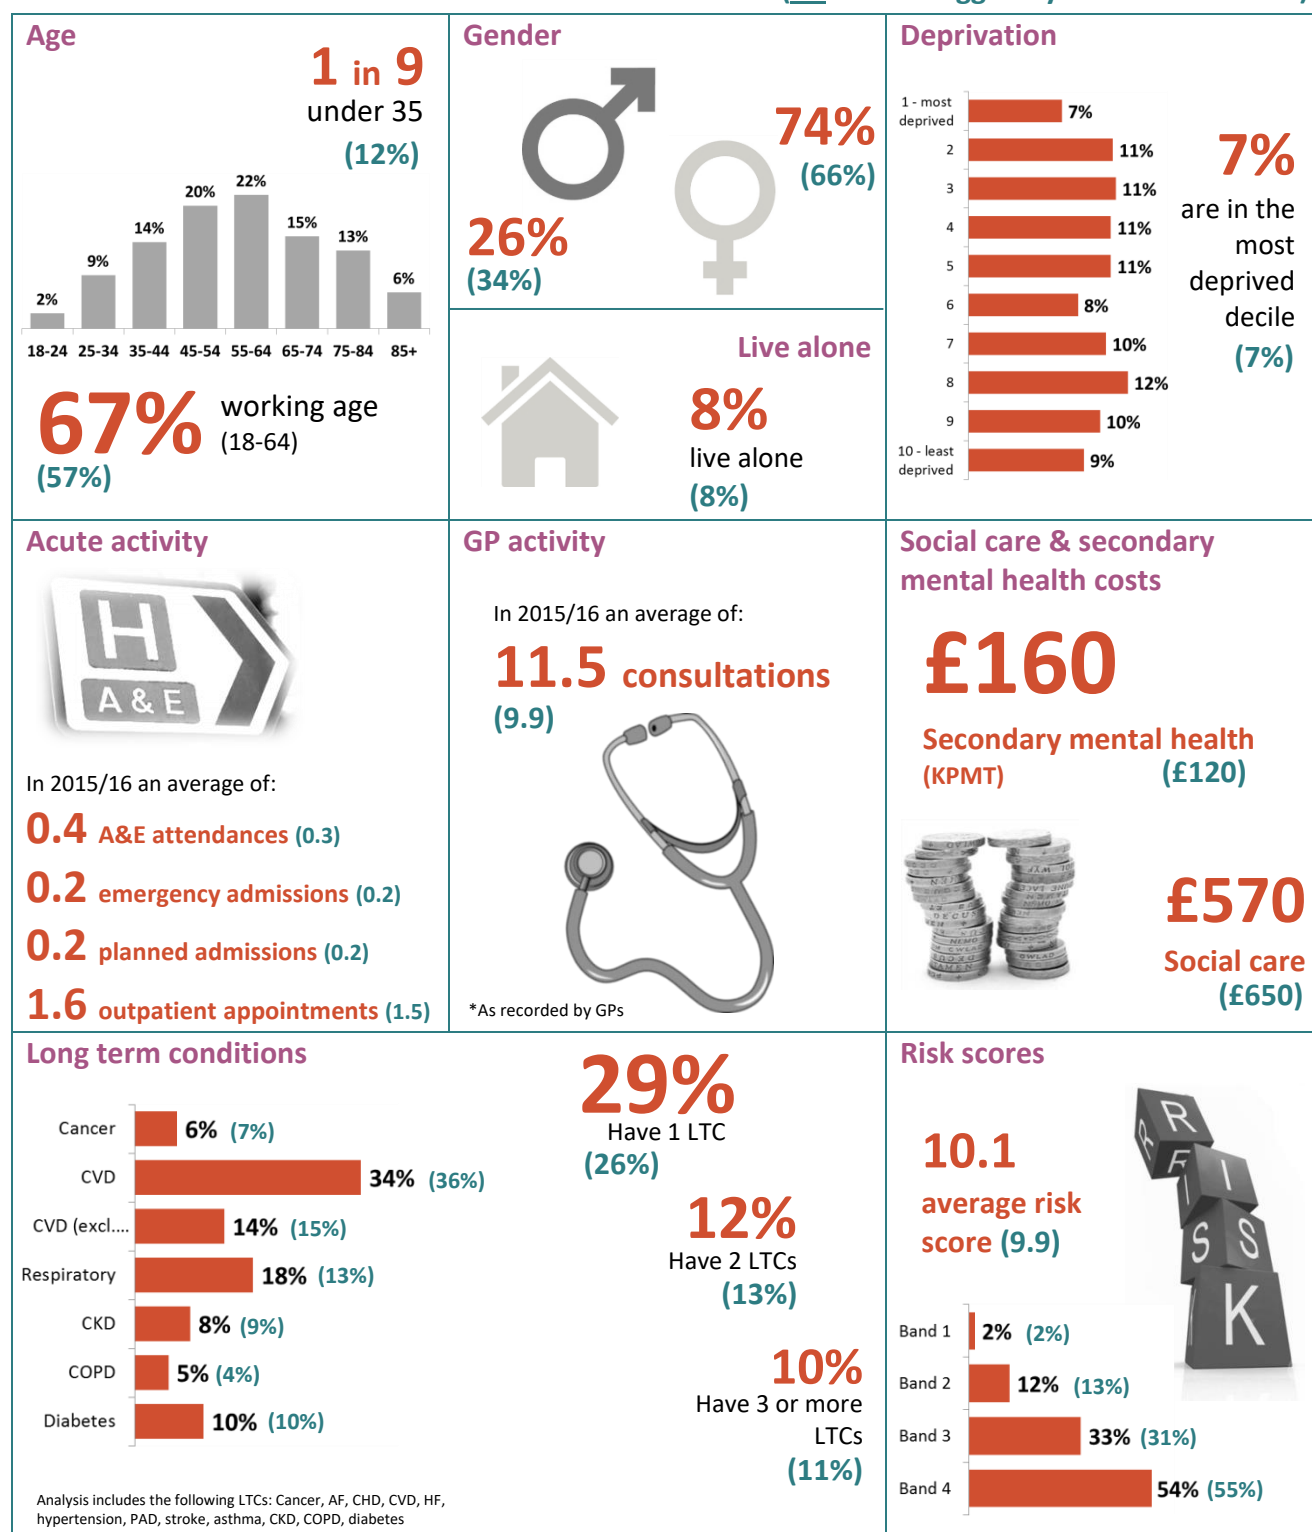 Age
1 in 9
under 35
(12%)
2%
9%
14%
20%
22%
15%
13%
6%
18-24 25-34 35-44 45-54 55-64 65-74 75-84 85+
67% working age
(18-64)
(57%)
Gender
74%
(66%)
26%
(34%)
Live alone
8%
live alone
(8%)
Deprivation
1 - most
deprived
7%
2
11%
3
11%
4
11%
5
11%
6
8%
7
10%
8
12%
9
10%
10 - least
deprived
9%
7%
are in the
most
deprived
decile
(7%)
Acute activity
H
A & E
In 2015/16 an average of:
0.4 A&E attendances (0.3)
0.2 emergency admissions (0.2)
0.2 planned admissions (0.2)
1.6 outpatient appointments (1.5)
GP activity
In 2015/16 an average of:
11.5 consultations
(9.9)
*As recorded by GPs
Social care & secondary
mental health costs
£160
Secondary mental health
(KPMT) (£120)
£570
Social care
(£650)
Long term conditions
Cancer 6% (7%)
CVD 34% (36%)
CVD (excl.... 14% (15%)
Respiratory 18% (13%)
CKD 8% (9%)
COPD 5% (4%)
Diabetes 10% (10%)
Analysis includes the following LTCs: Cancer, AF, CHD, CVD, HF,
hypertension, PAD, stroke, asthma, CKD, COPD, diabetes
29%
Have 1 LTC
(26%)
12%
Have 2 LTCs
(13%)
10%
Have 3 or more
LTCs
(11%)
Risk scores
10.1
average risk
score (9.9)
R
I
S
K
Band 1 2% (2%)
Band 2 12% (13%)
Band 3 33% (31%)
Band 4 54% (55%)